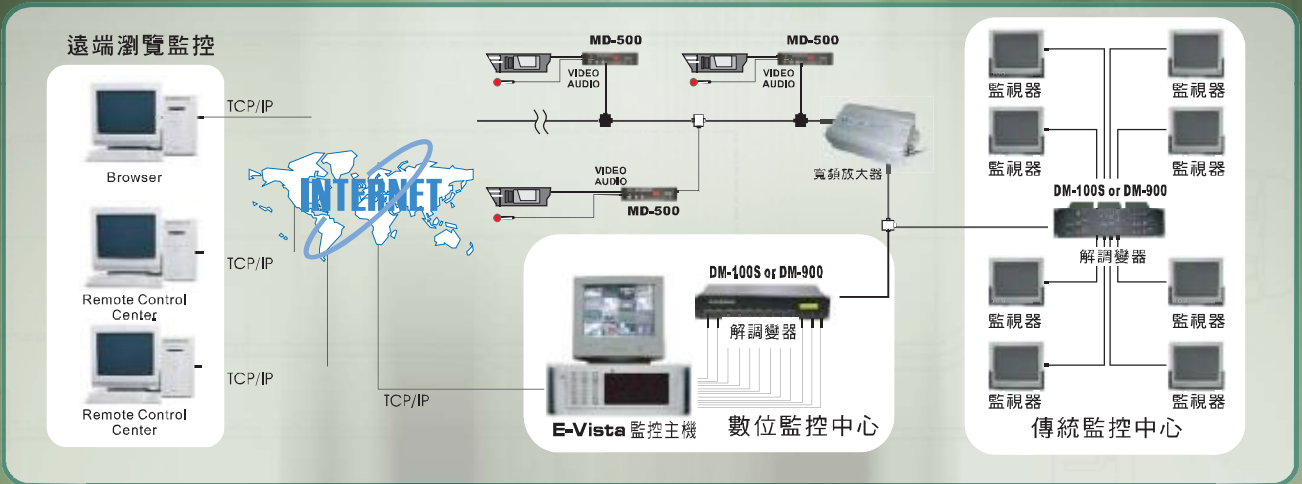 遠端瀏覽監控
TCP/IP
Browser
TCP/IP
Remote Control
Center
TCP/IP
Remote Control
Center
INTERNET
TCP/IP
MD-500
VIDEO
AUDIO
MD-500
VIDEO
AUDIO
VIDEO
AUDIO
MD-500
寬頻放大器
DM-100S or DM-900
解調變器
E-Vista 監控主機
數位監控中心
監視器
監視器
監視器
監視器
DM-100S or DM-900
解調變器
監視器
監視器
監視器
監視器
傳統監控中心